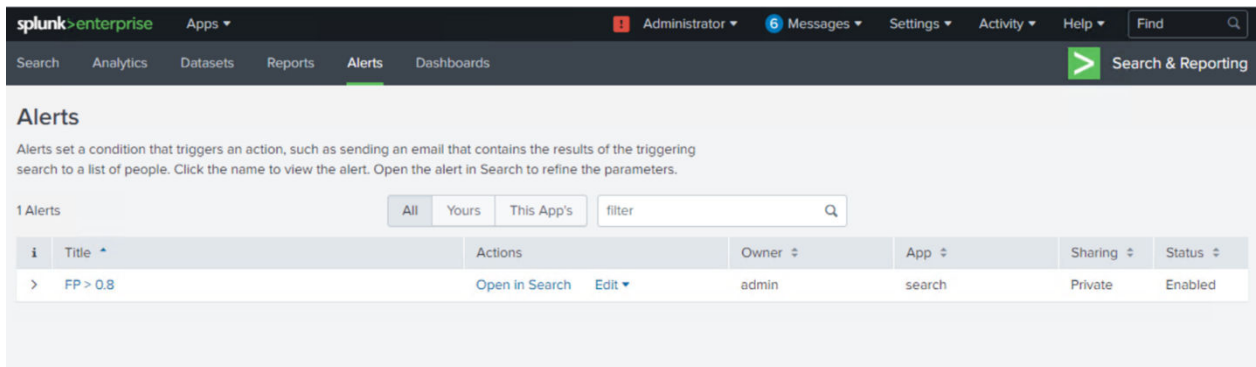 splunk>enterprise Apps ! Administrator 6 Messages Settings Activity Help Find
Search Analytics Datasets Reports Alerts Dashboards > Search & Reporting
Alerts
Alerts set a condition that triggers an action, such as sending an email that contains the results of the triggering
search to a list of people. Click the name to view the alert. Open the alert in Search to refine the parameters.
1 Alerts All Yours This App's filter
i Title Actions Owner App Sharing Status
> FP > 0.8 Open in Search Edit admin search Private Enabled